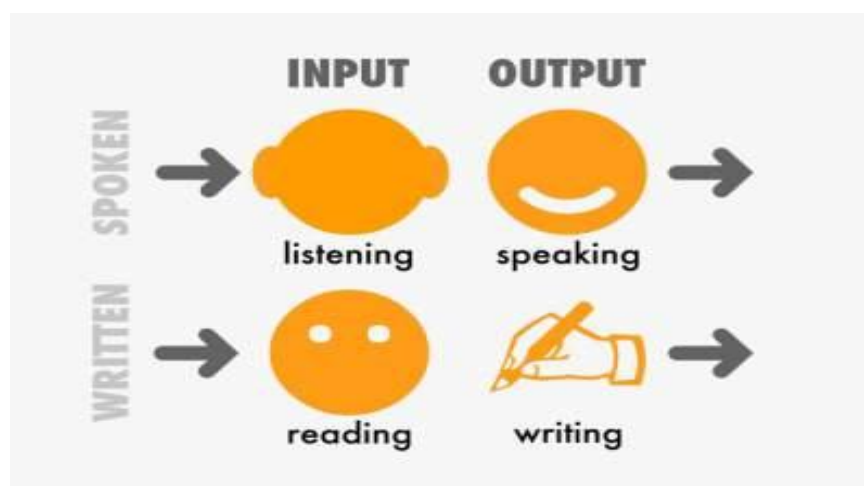 INPUT OUTPUT
SPOKEN
listening speaking
WRITTEN
reading writing